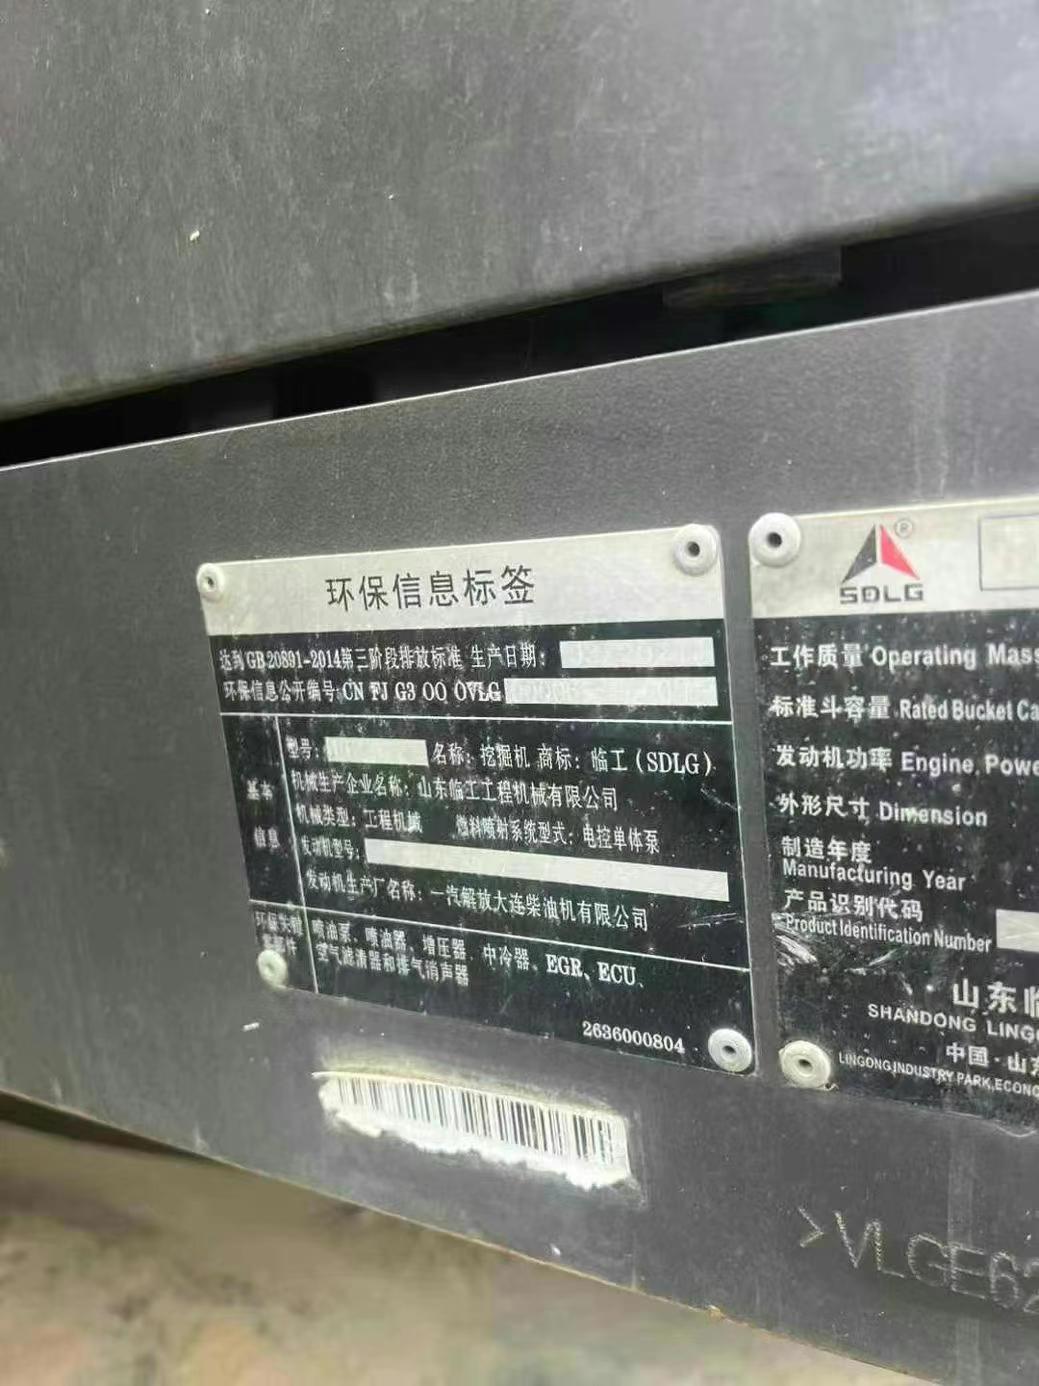 环保信息标签
达到GB 20891-2014第三阶段排放标准 生产日期：
环保信息公开编号：CN FJ G3 OO OVLG
基本信息
型号： 名称：挖掘机 商标：临工（SDLG）
机械生产企业名称：山东临工工程机械有限公司
机械类型：工程机械 燃料喷射系统型式：电控单体泵
发动机型号：
发动机生产厂名称：一汽解放大连柴油机有限公司
环保关键
喷油泵、喷油器、增压器、中冷器、EGR、ECU、
空气滤清器和排气消声器
2636000804
®
SDLG
工作质量 Operating Mass
标准斗容量 Rated Bucket Ca
发动机功率 Engine Powe
外形尺寸 Dimension
制造年度
Manufacturing Year
产品识别代码
Product Identification Number
山东临
SHANDONG LINGO
中国·山东
LINGONG INDUSTRY PARK,ECONO
>VLGE62